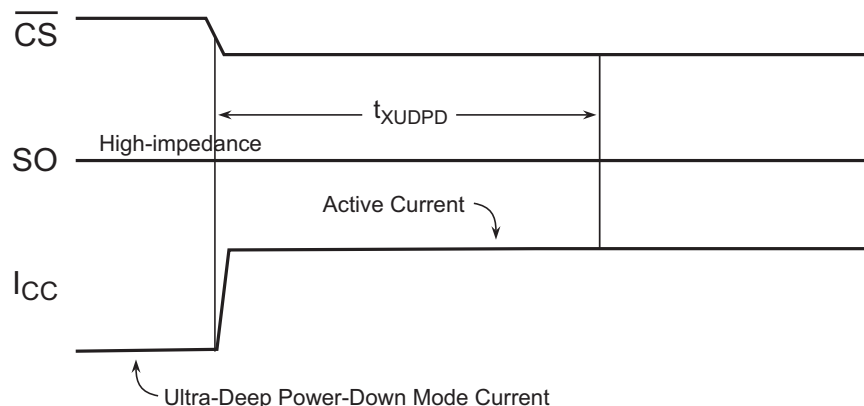 CS
tXUDPD
High-impedance
SO
Active Current
ICC
Ultra-Deep Power-Down Mode Current